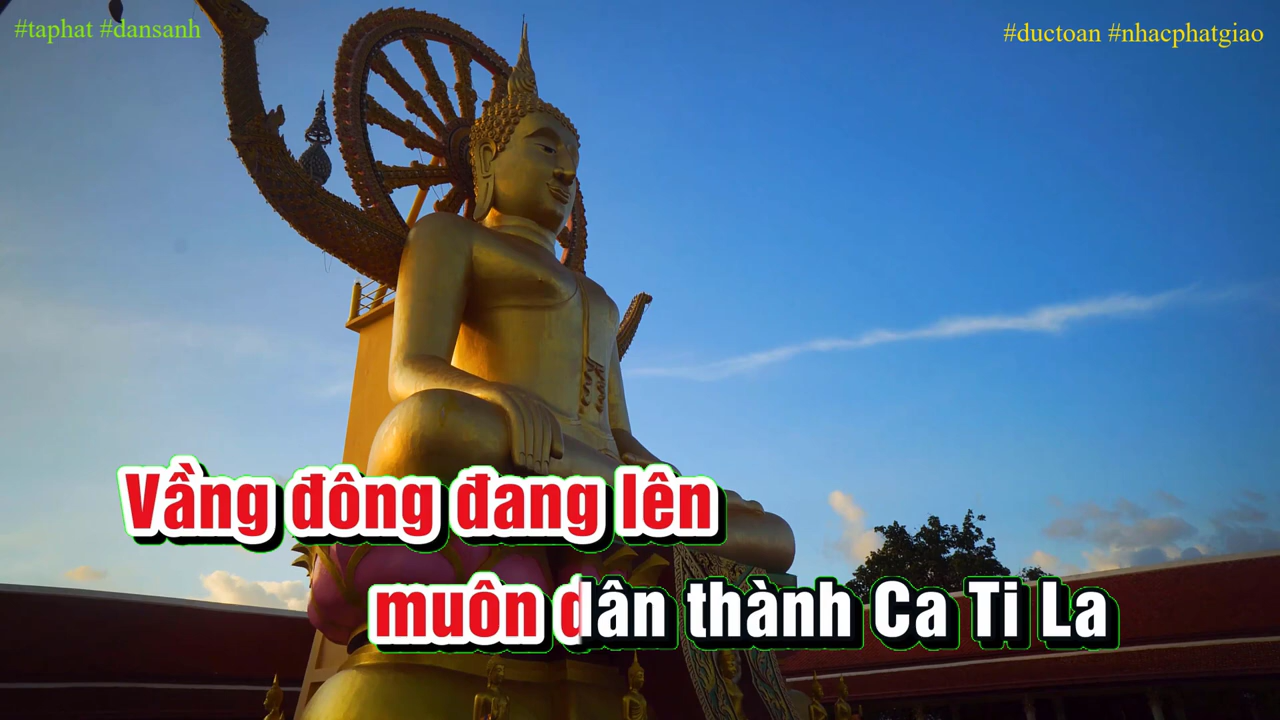 #taphat #dansanh
#ductoan #nhacphatgiao
Vầng đông đang lên
muôn dân thành Ca Ti La